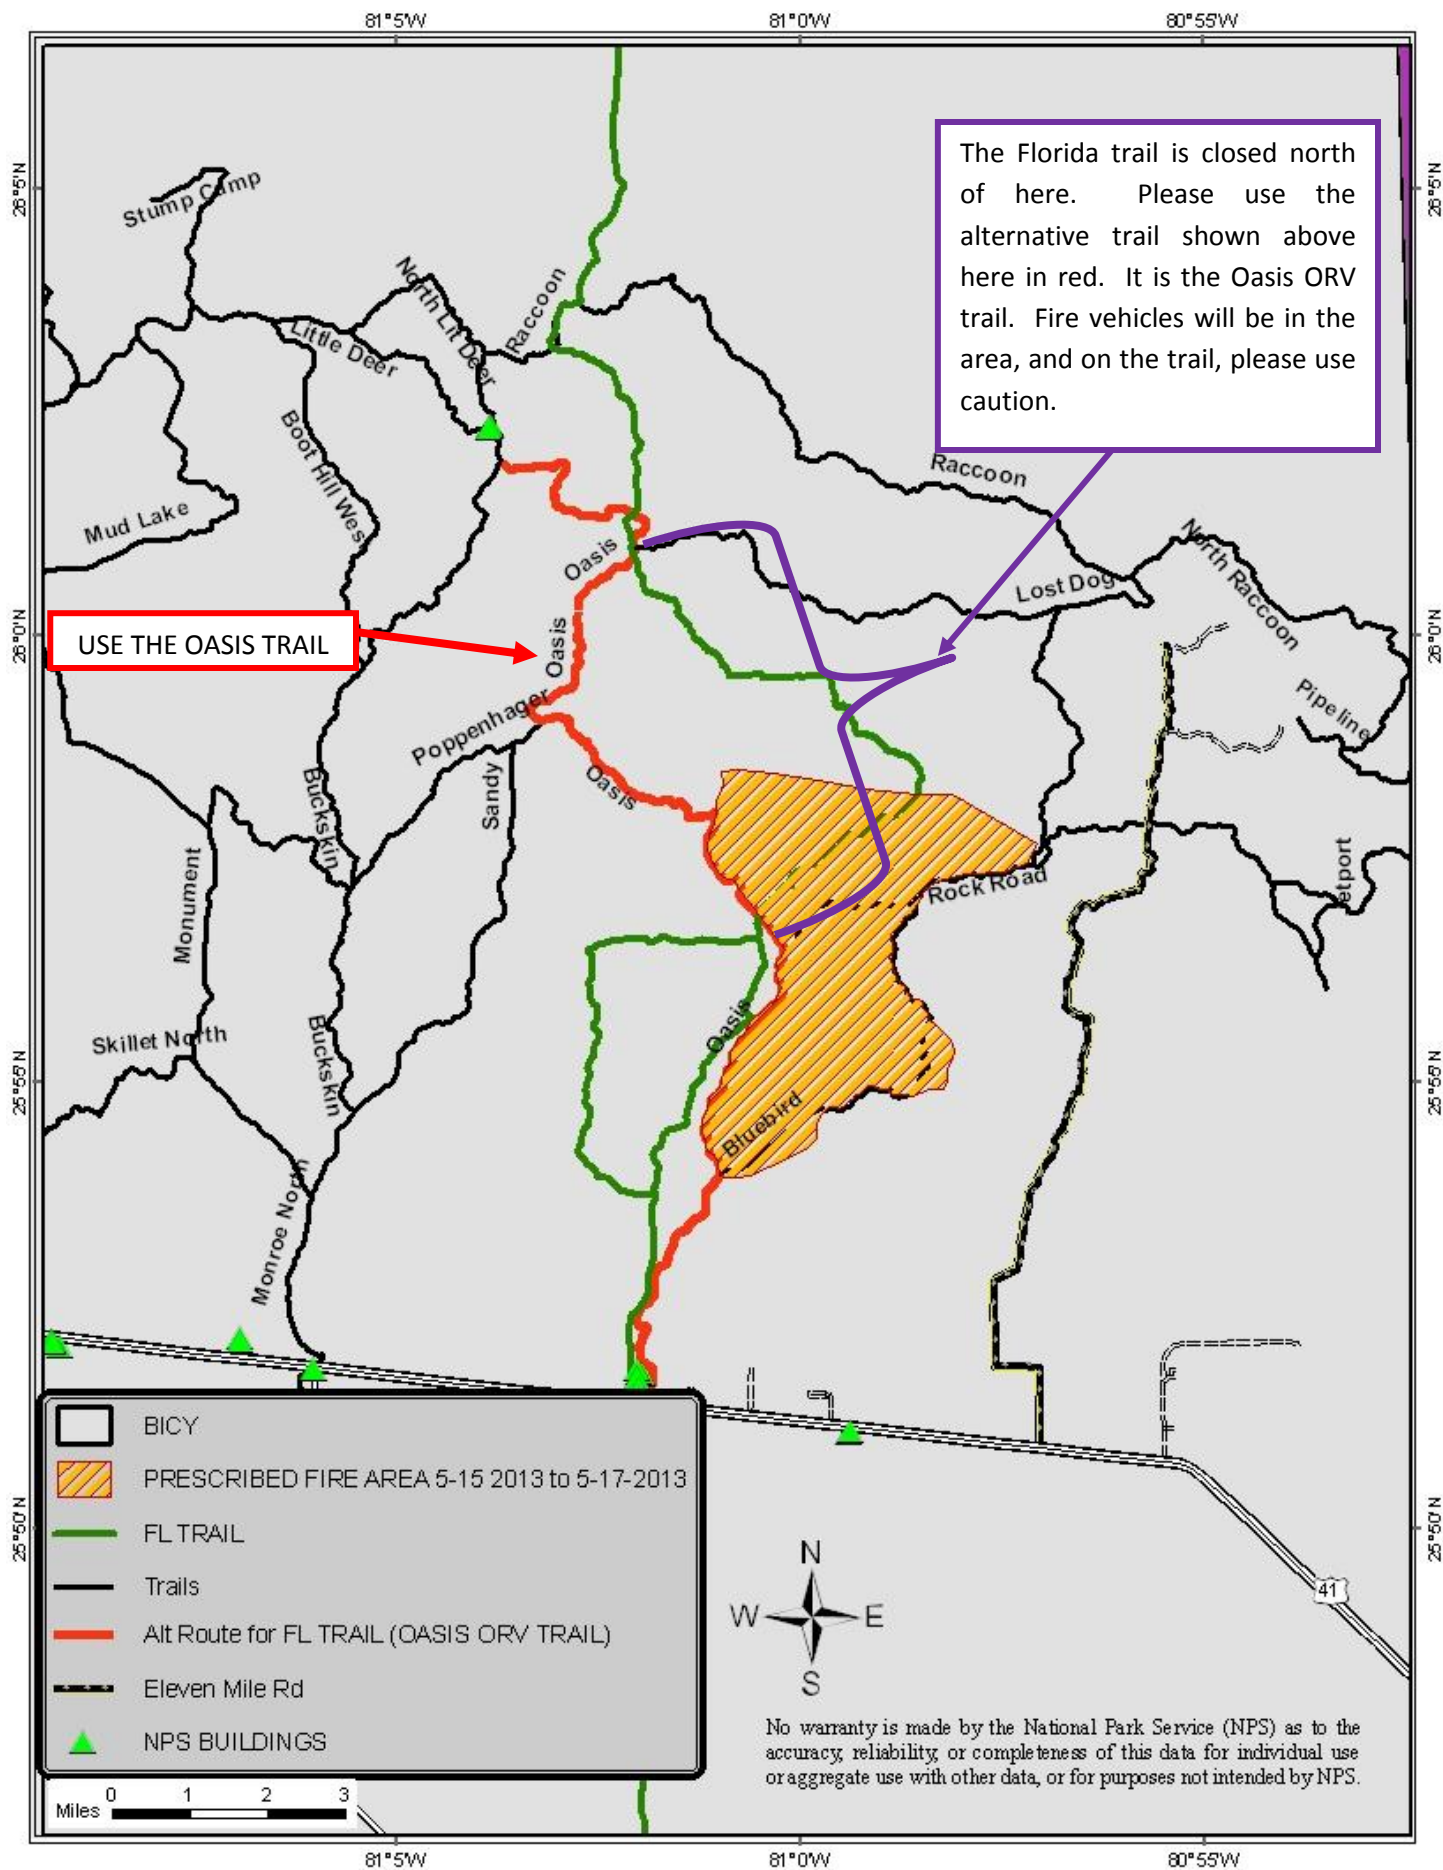 81°5'W
81°0'W
80°55'W
26°5'N
26°5'N
The Florida trail is closed north
of here. Please use the
alternative trail shown above
here in red. It is the Oasis ORV
trail. Fire vehicles will be in the
area, and on the trail, please use
caution.
Stump Camp
North Lit Deer
Raccoon
Little Deer
Boot Hill West
Raccoon
Mud Lake
Oasis
North Raccoon
Lost Dog
26°0'N
USE THE OASIS TRAIL
Oasis
26°0'N
Poppenhager
Pipeline
Buckskin
Sandy
Oasis
Monument
Rock Road
etport
Skillet North
Buckskin
Oasis
25°55'N
25°55'N
Bluebird
Monroe North
BICY
PRESCRIBED FIRE AREA 5-15 2013 to 5-17-2013
FL TRAIL
Trails
Alt Route for FL TRAIL (OASIS ORV TRAIL)
Eleven Mile Rd
NPS BUILDINGS
25°50'N
25°50'N
41
N
W E
S
No warranty is made by the National Park Service (NPS) as to the
accuracy, reliability, or completeness of this data for individual use
or aggregate use with other data, or for purposes not intended by NPS.
0 1 2 3
Miles
81°5'W
81°0'W
80°55'W